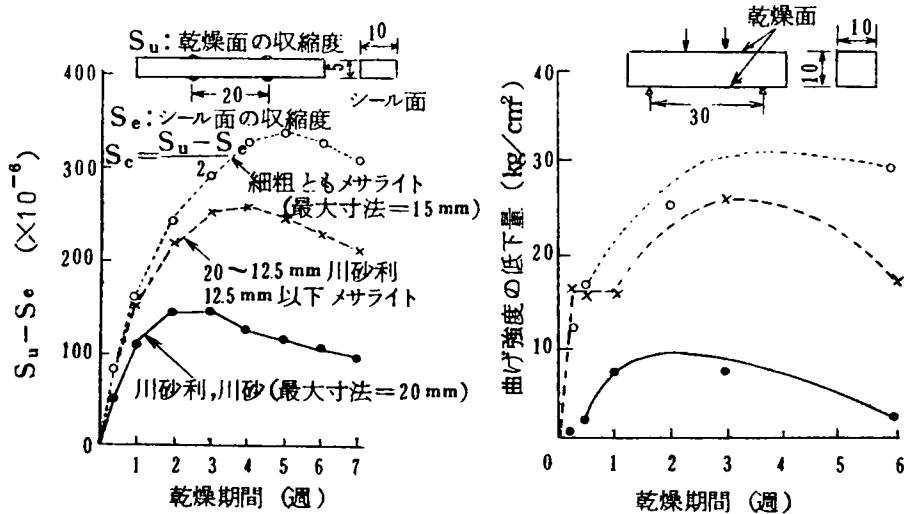 Su：乾燥面の収縮度
10
5
20
シール面
Se：シール面の収縮度
Sc＝Su－Se/2
細粗ともメサライト
(最大寸法＝15mm)
20～12.5mm川砂利
12.5mm以下メサライト
川砂利，川砂(最大寸法＝20mm)
Su－Se (×10⁻⁶)
400
300
200
100
0
1 2 3 4 5 6 7
乾燥期間（週）
乾燥面
10
10
30
曲げ強度の低下量 (kg/cm²)
40
30
20
10
0 1 2 3 4 5 6
乾燥期間（週）